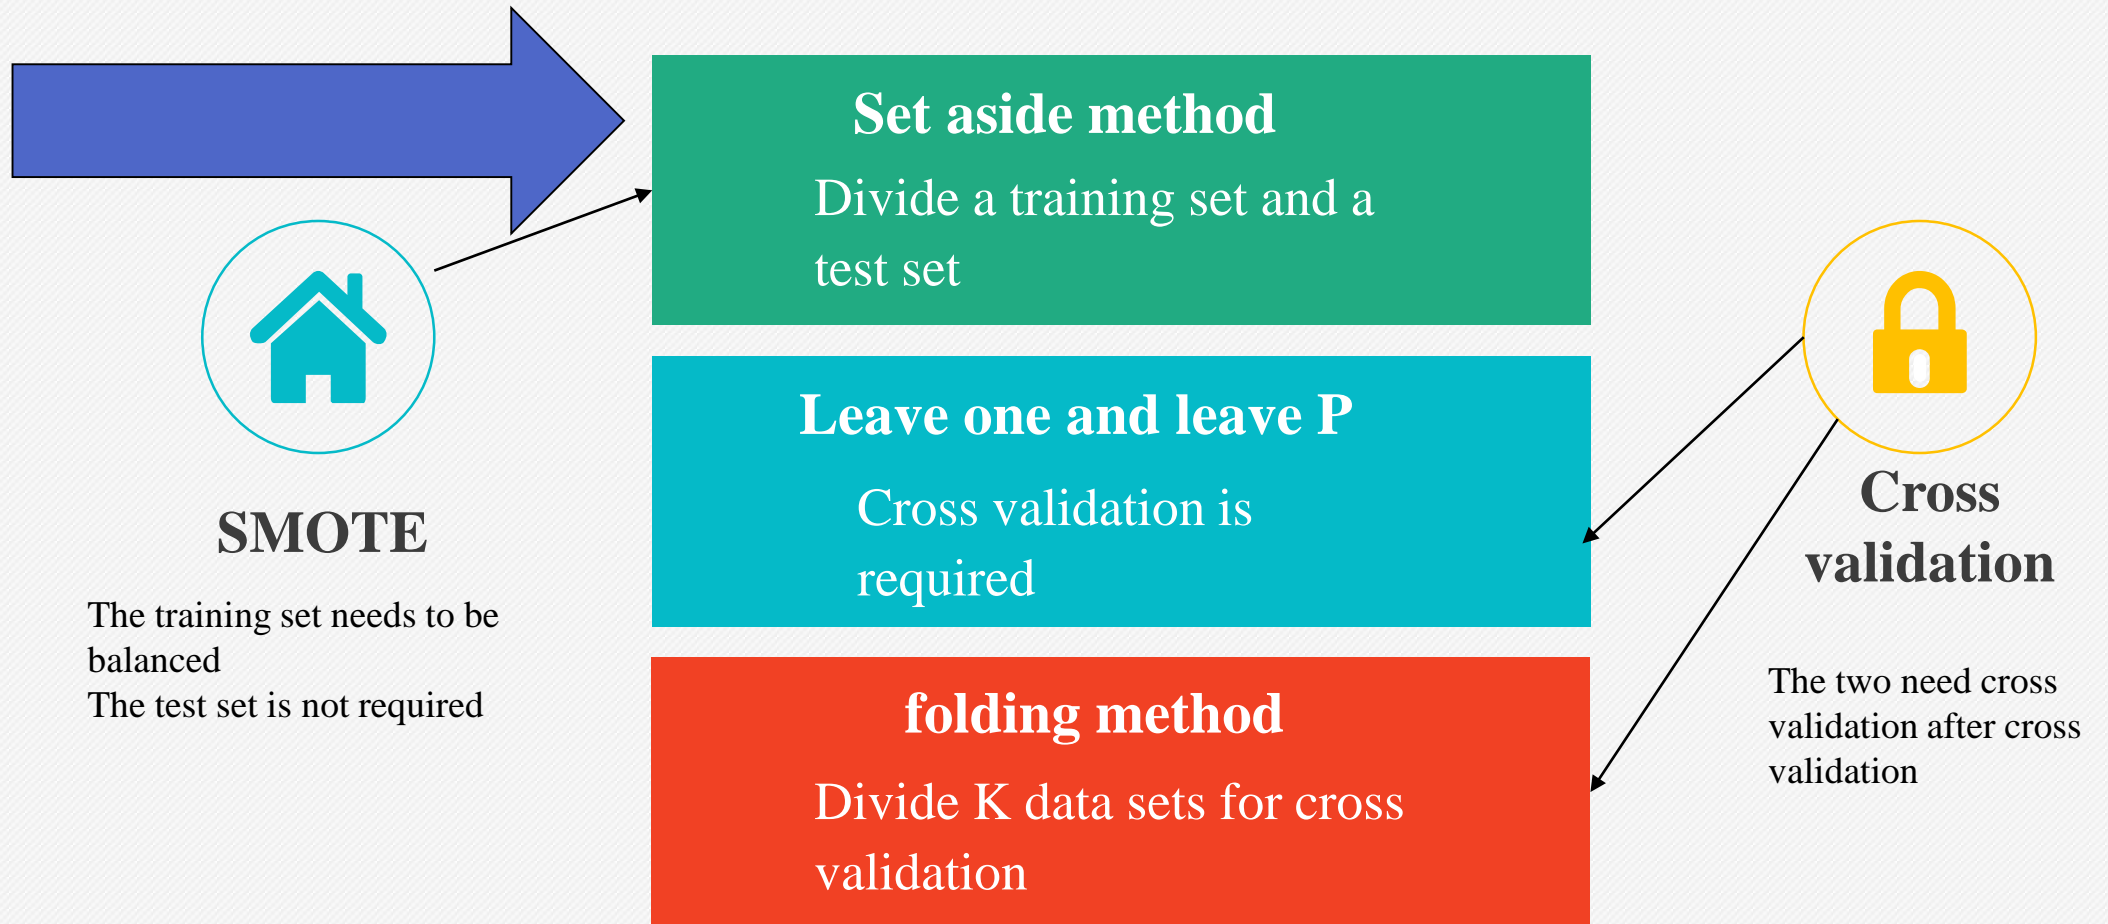 Set aside method
Divide a training set and a
test set
Leave one and leave P
Cross validation is
required
folding method
Divide K data sets for cross
validation
SMOTE
The training set needs to be
balanced
The test set is not required
Cross
validation
The two need cross
validation after cross
validation